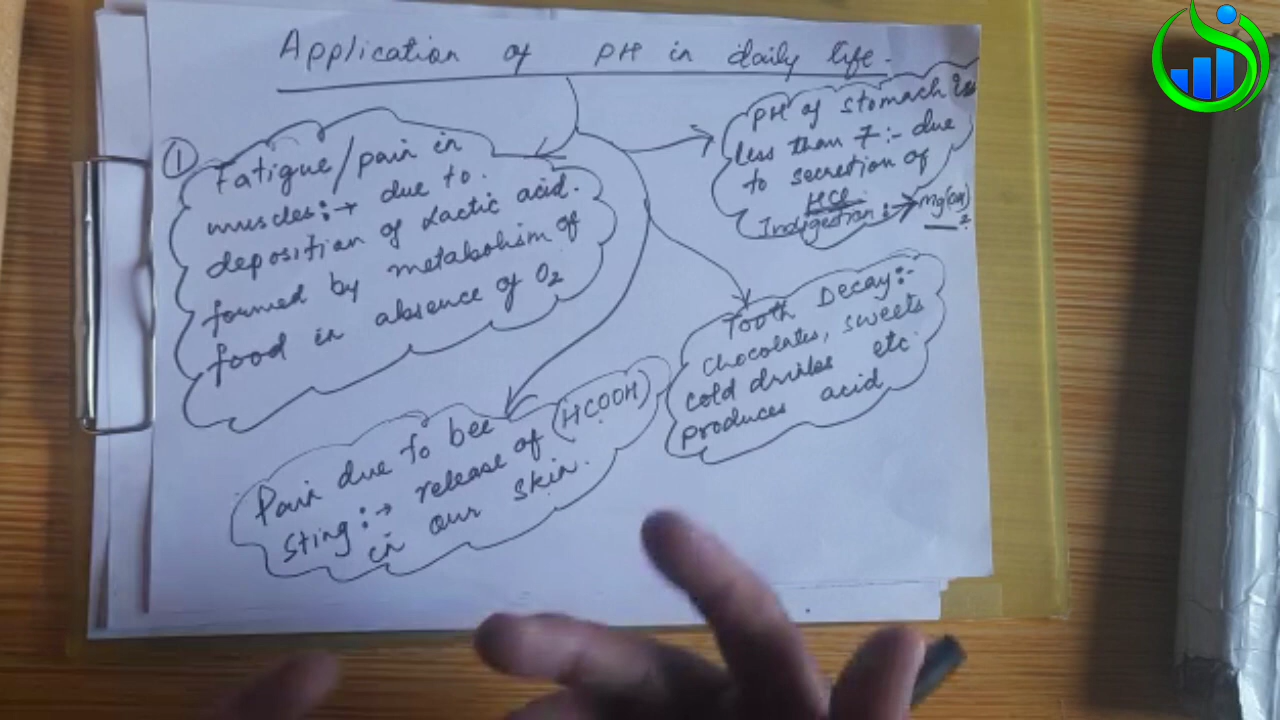 Application of PH in daily life.
①
Fatigue/pain in
muscles:→ due to.
deposition of Lactic acid.
formed by metabolism of
food in absence of O₂
PH of stomach is
less than 7:- due
to secretion of
HCl
Indigestion:→ Mg(OH)₂
Tooth Decay:-
chocolates, sweets
cold drinks etc.
produces acid
Pain due to bee
sting:→ release of (HCOOH)
in our skin.